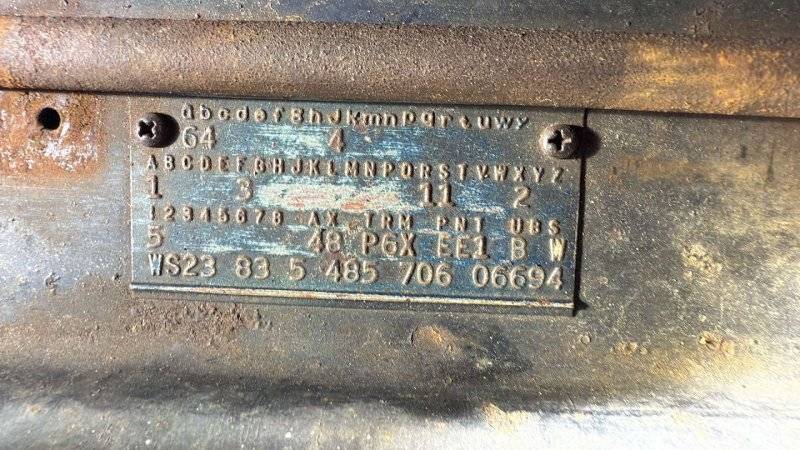 abcdefghJkmnpqrtuwy
64 4
ABCDEFGHJKLMNPQRSTVWXYZ
1 3 11 2
12345678 AX TRM PNT UBS
5 48 P6X EE1 B W
WS23 83 5 485 706 06694